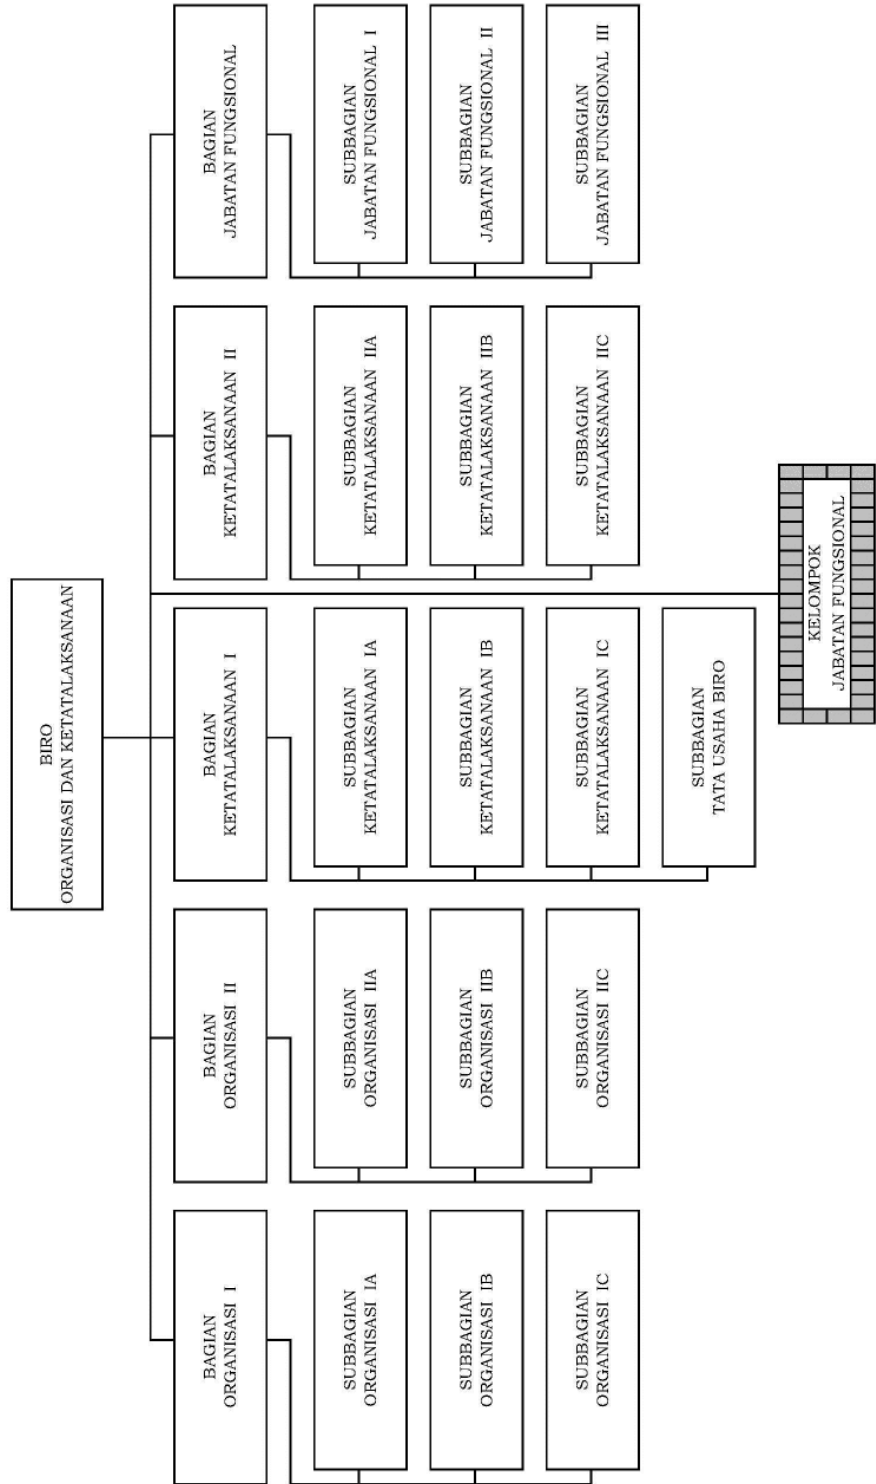 BIRO
ORGANISASI DAN KETATALAKSANAAN
BAGIAN
ORGANISASI I
BAGIAN
ORGANISASI II
BAGIAN
KETATALAKSANAAN I
BAGIAN
KETATALAKSANAAN II
BAGIAN
JABATAN FUNGSIONAL
SUBBAGIAN
ORGANISASI IA
SUBBAGIAN
ORGANISASI IIA
SUBBAGIAN
KETATALAKSANAAN IA
SUBBAGIAN
KETATALAKSANAAN IIA
SUBBAGIAN
JABATAN FUNGSIONAL I
SUBBAGIAN
ORGANISASI IB
SUBBAGIAN
ORGANISASI IIB
SUBBAGIAN
KETATALAKSANAAN IB
SUBBAGIAN
KETATALAKSANAAN IIB
SUBBAGIAN
JABATAN FUNGSIONAL II
SUBBAGIAN
ORGANISASI IC
SUBBAGIAN
ORGANISASI IIC
SUBBAGIAN
KETATALAKSANAAN IC
SUBBAGIAN
KETATALAKSANAAN IIC
SUBBAGIAN
JABATAN FUNGSIONAL III
SUBBAGIAN
TATA USAHA BIRO
KELOMPOK
JABATAN FUNGSIONAL